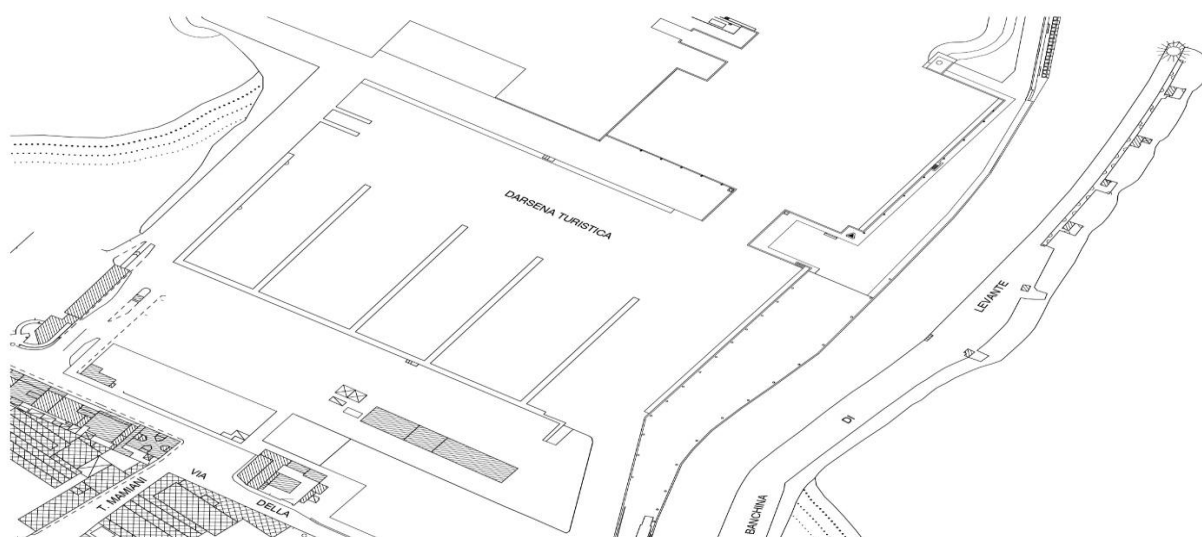 DARSENA TURISTICA
LEVANTE
DI
BANCHINA
T. MAMIANI
VIA
DELLA